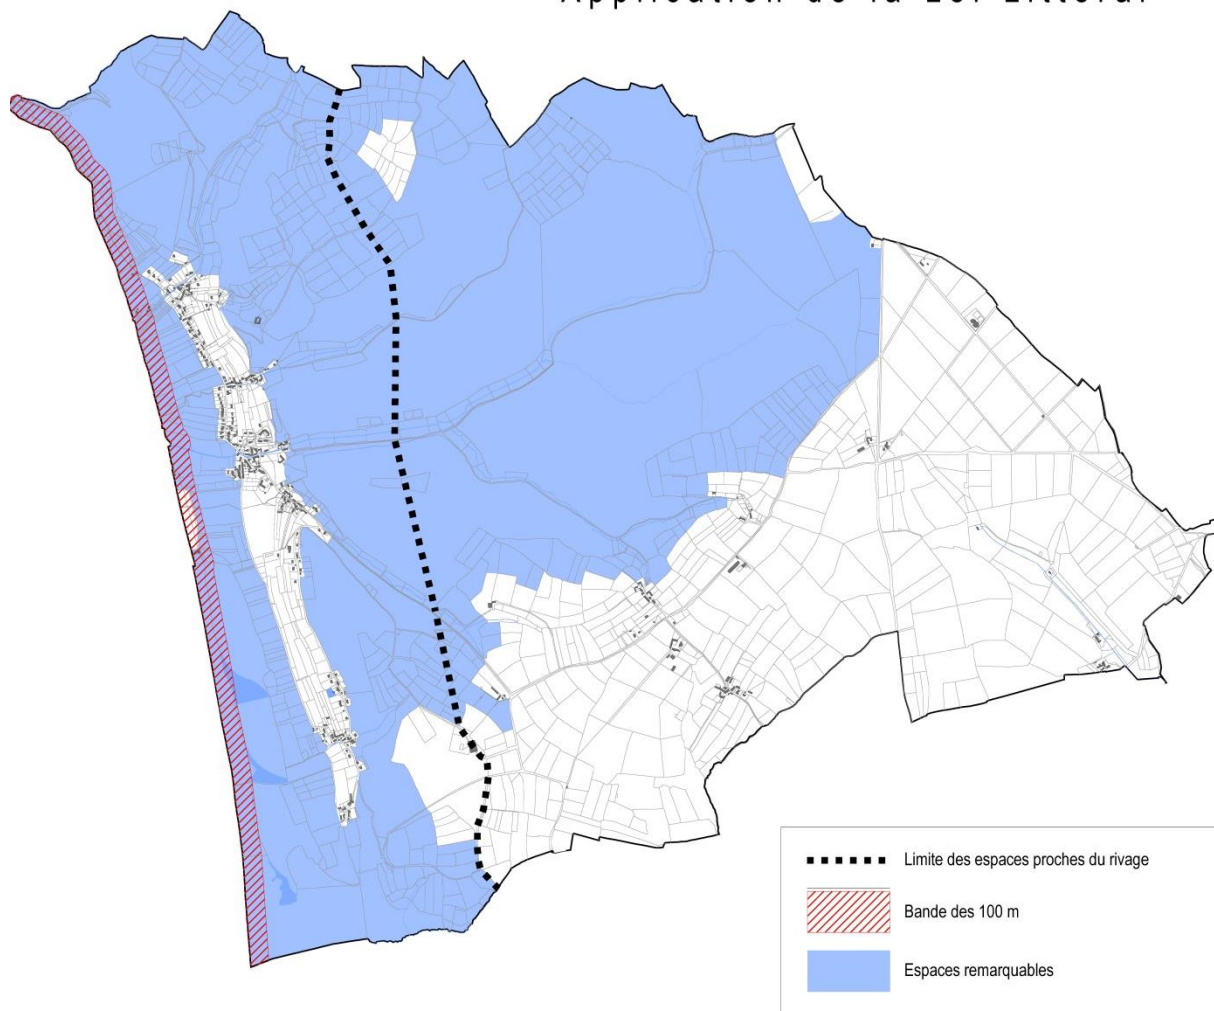 Application de la Loi Littoral
Limite des espaces proches du rivage
Bande des 100 m
Espaces remarquables